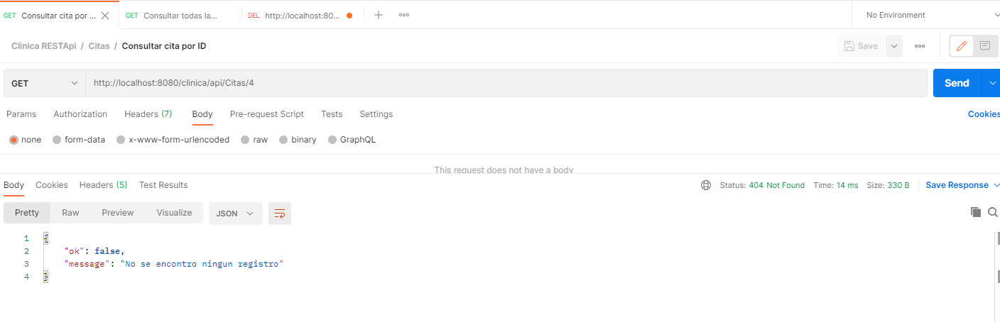 GET Consultar cita por ... GET Consultar todas la... DEL http://localhost:80... No Environment
Clinica RESTApi / Citas / Consultar cita por ID Save
GET http://localhost:8080/clinica/api/Citas/4 Send
Params Authorization Headers (7) Body Pre-request Script Tests Settings Cookies
none form-data x-www-form-urlencoded raw binary GraphQL
This request does not have a body
Body Cookies Headers (5) Test Results Status: 404 Not Found Time: 14 ms Size: 330 B Save Response
Pretty Raw Preview Visualize JSON
1 {
2 "ok": false,
3 "message": "No se encontro ningun registro"
4 }